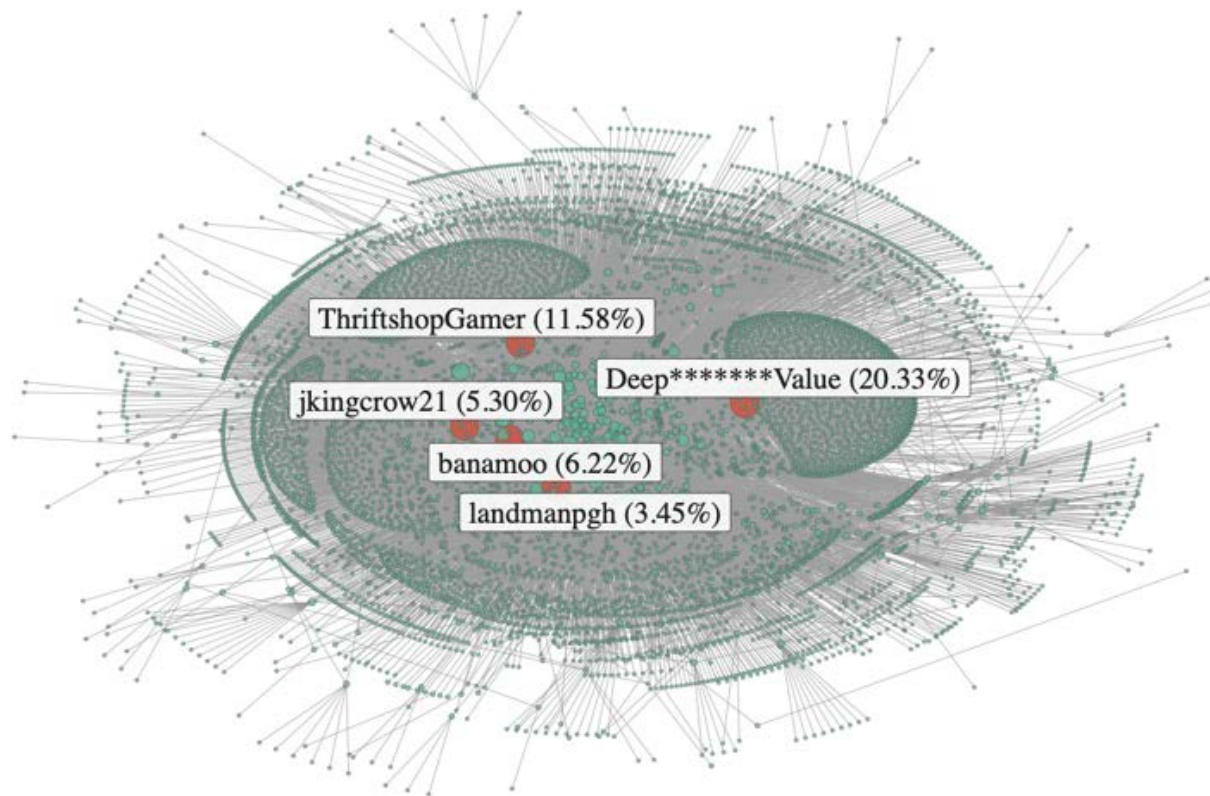 ThriftshopGamer (11.58%)
Deep*******Value (20.33%)
jkingcrow21 (5.30%)
banamoo (6.22%)
landmanpgh (3.45%)